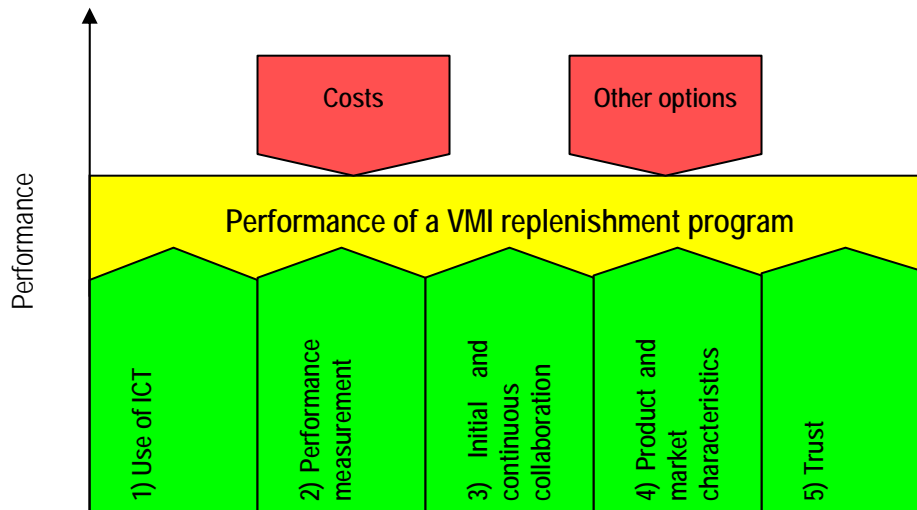 Costs
Other options
Performance of a VMI replenishment program
Performance
1) Use of ICT
2) Performance
measurement
3) Initial and
continuous
collaboration
4) Product and
market
characteristics
5) Trust